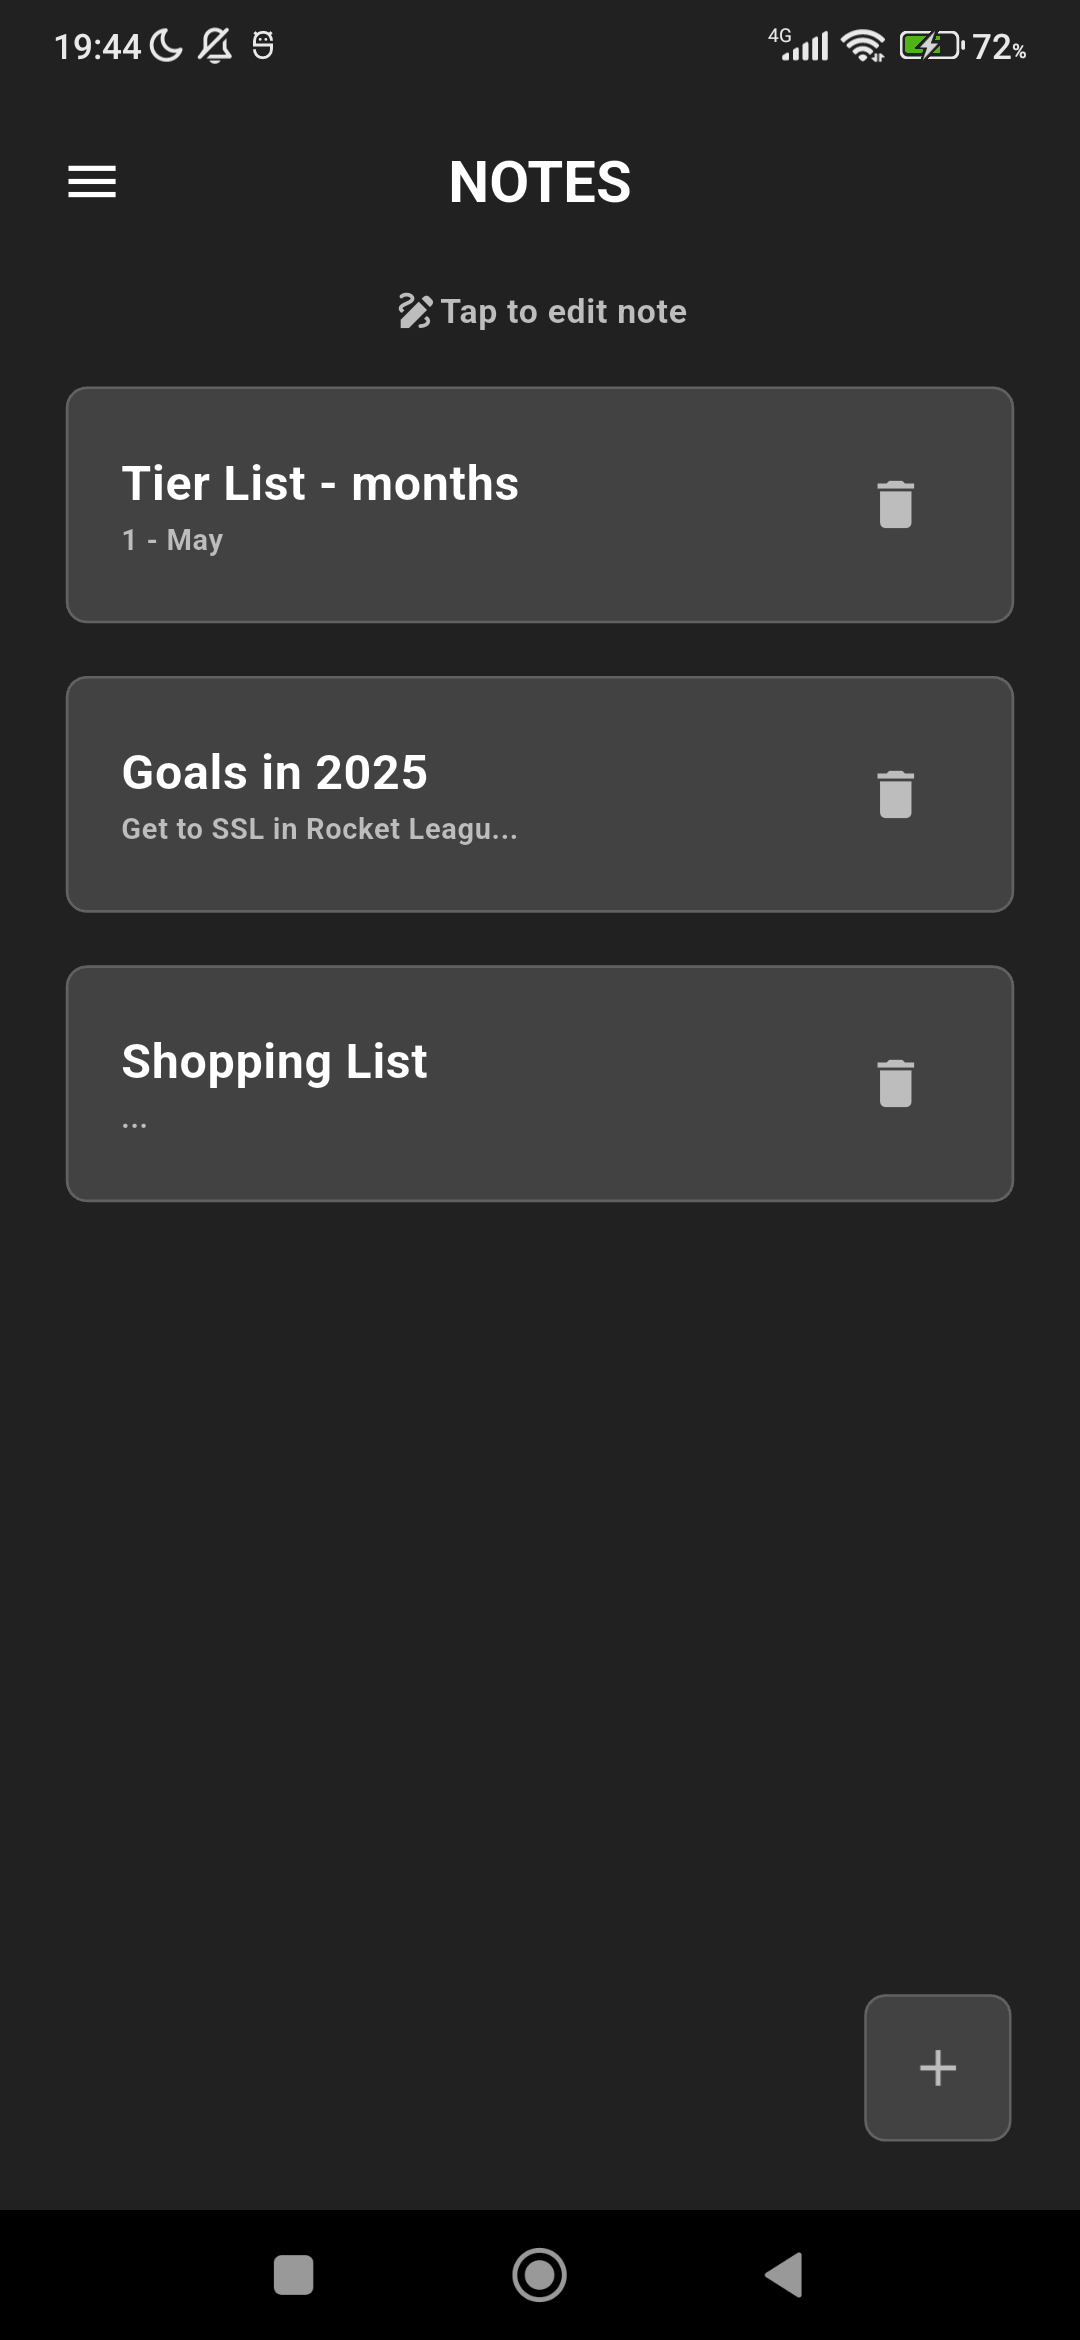 19:44
4G
72%
NOTES
Tap to edit note
Tier List - months
1 - May
Goals in 2025
Get to SSL in Rocket Leagu...
Shopping List
...